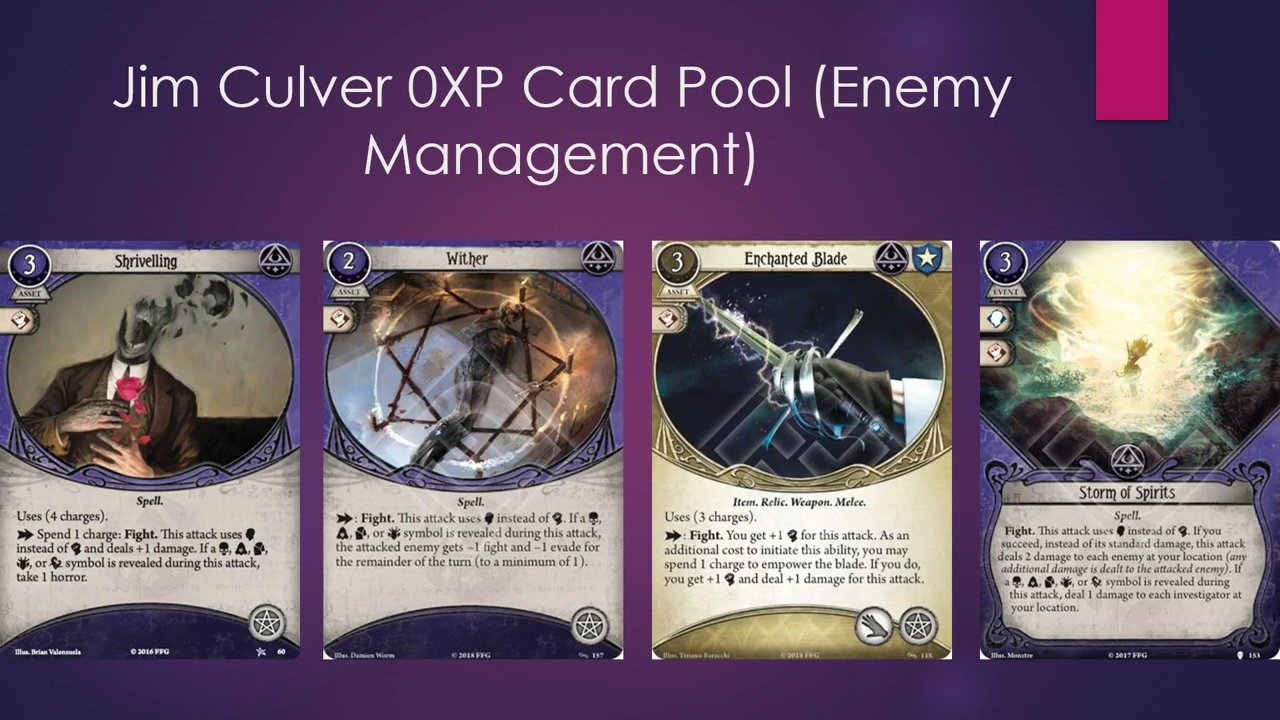 Jim Culver 0XP Card Pool (Enemy
Management)
3
Shrivelling
ASSET
Spell.
Uses (4 charges).
Spend 1 charge: Fight. This attack uses
instead of and deals +1 damage. If a , , ,
, or symbol is revealed during this attack,
take 1 horror.
Illus. Brian Valenzuela © 2016 FFG 60
2
Wither
ASSET
Spell.
: Fight. This attack uses instead of . If a ,
, , or symbol is revealed during this attack,
the attacked enemy gets –1 fight and –1 evade for
the remainder of the turn (to a minimum of 1).
Illus. Damien Worm © 2018 FFG 157
3
Enchanted Blade
ASSET
Item. Relic. Weapon. Melee.
Uses (3 charges).
: Fight. You get +1 for this attack. As an
additional cost to initiate this ability, you may
spend 1 charge to empower the blade. If you do,
you get +1 and deal +1 damage for this attack.
Illus. Tiziano Baracchi © 2018 FFG 118
3
EVENT
Storm of Spirits
Spell.
Fight. This attack uses instead of . If you
succeed, instead of its standard damage, this attack
deals 2 damage to each enemy at your location (any
additional damage is dealt to the attacked enemy). If
a , , , , or symbol is revealed during
this attack, deal 1 damage to each investigator at
your location.
Illus. Monztre © 2017 FFG 153